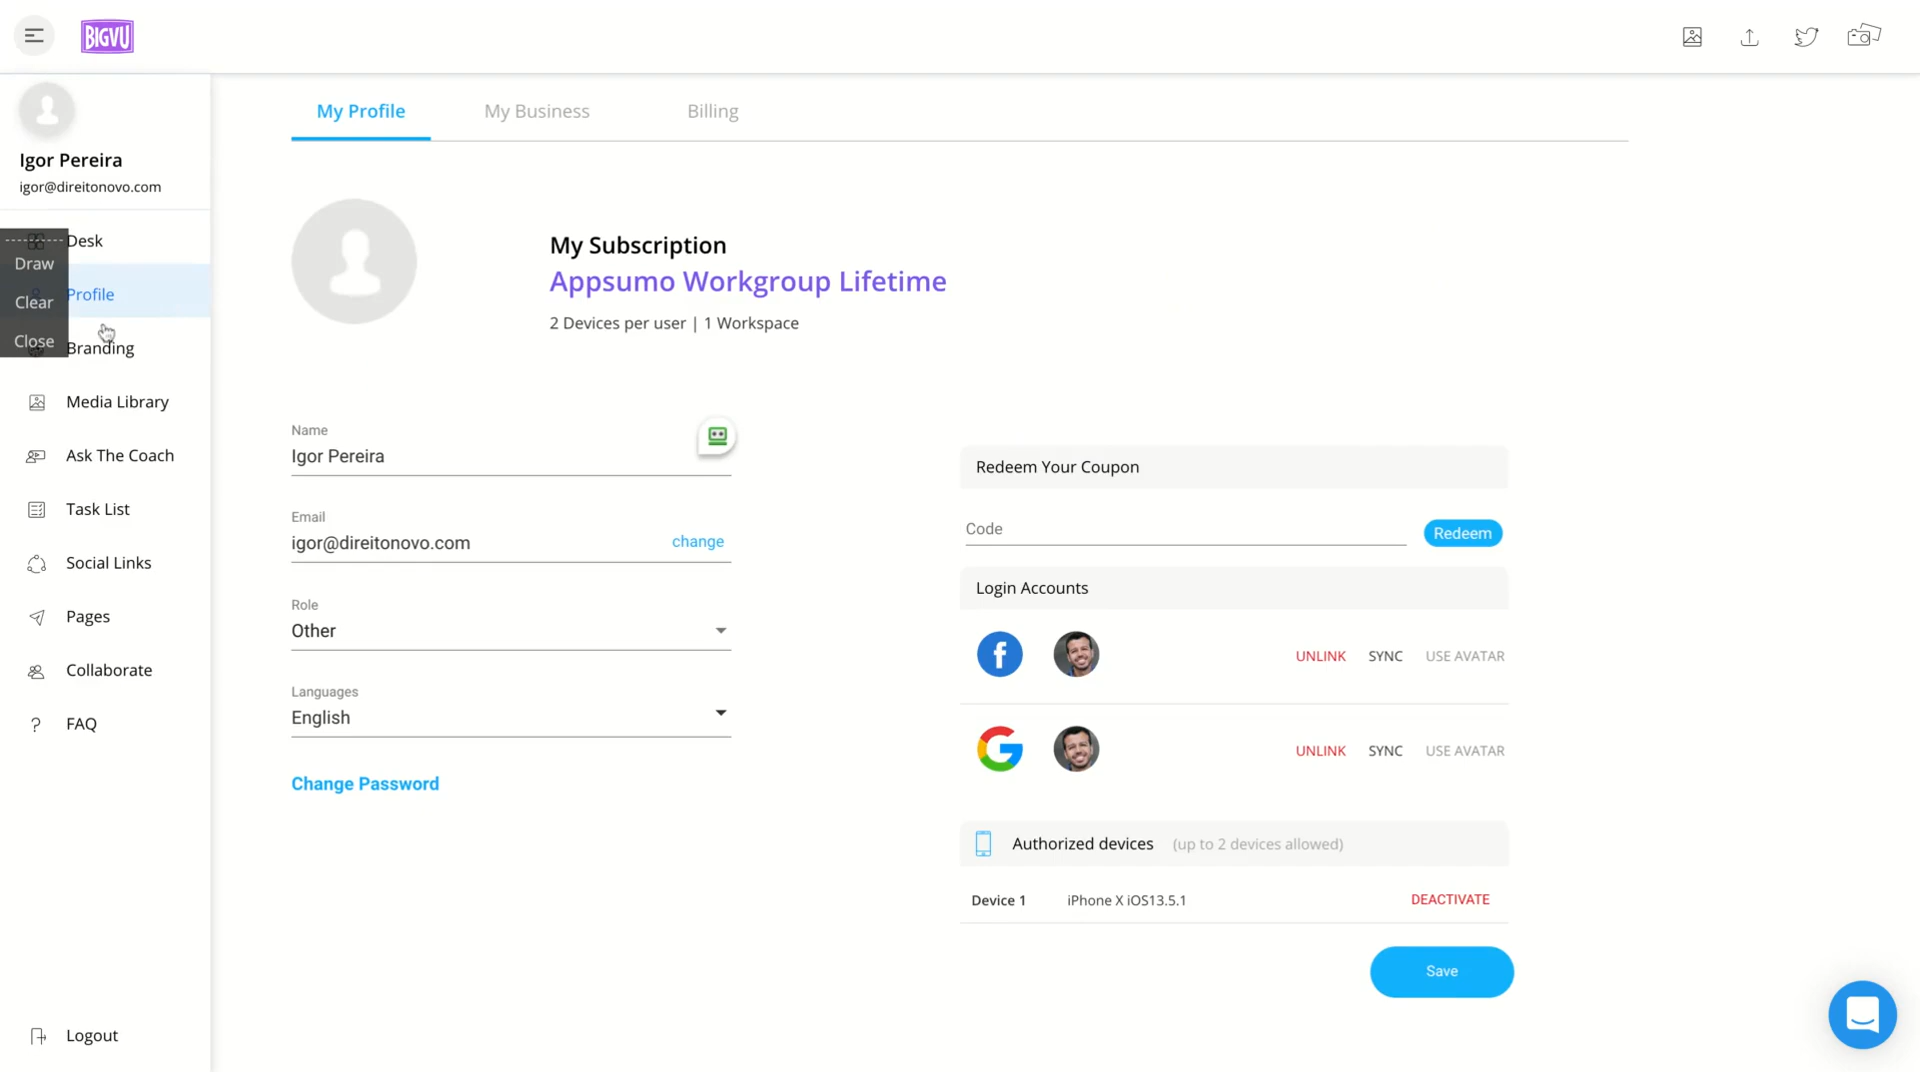 BIGVU
My Profile
My Business
Billing
Igor Pereira
igor@direitonovo.com
Desk
Draw
Profile
Clear
Close
Branding
Media Library
Ask The Coach
Task List
Social Links
Pages
Collaborate
? FAQ
Logout
My Subscription
Appsumo Workgroup Lifetime
2 Devices per user | 1 Workspace
Name
Igor Pereira
Email
igor@direitonovo.com change
Role
Other
Languages
English
Change Password
Redeem Your Coupon
Code Redeem
Login Accounts
UNLINK SYNC USE AVATAR
UNLINK SYNC USE AVATAR
Authorized devices (up to 2 devices allowed)
Device 1 iPhone X iOS13.5.1 DEACTIVATE
Save